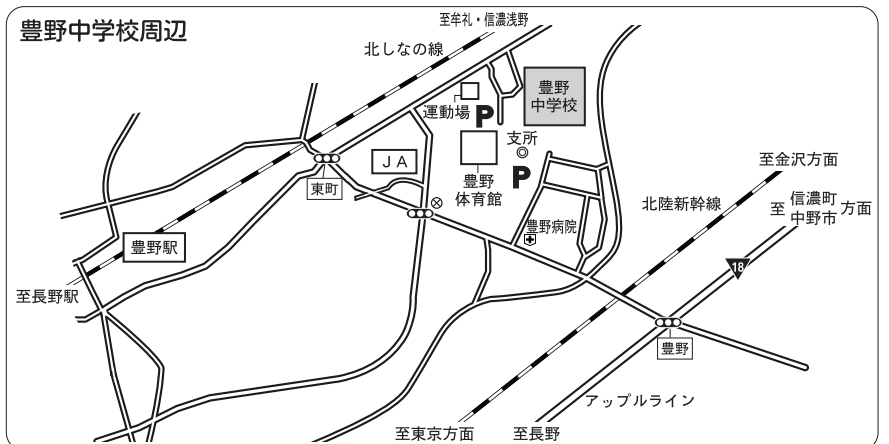 豊野中学校周辺
至牟礼・信濃浅野
北しなの線
運動場
P
豊野
中学校
支所
東町
JA
豊野
体育館
P
至金沢方面
北陸新幹線
至 信濃町 方面
中野市
豊野病院
豊野駅
18
至長野駅
豊野
アップルライン
至東京方面
至長野